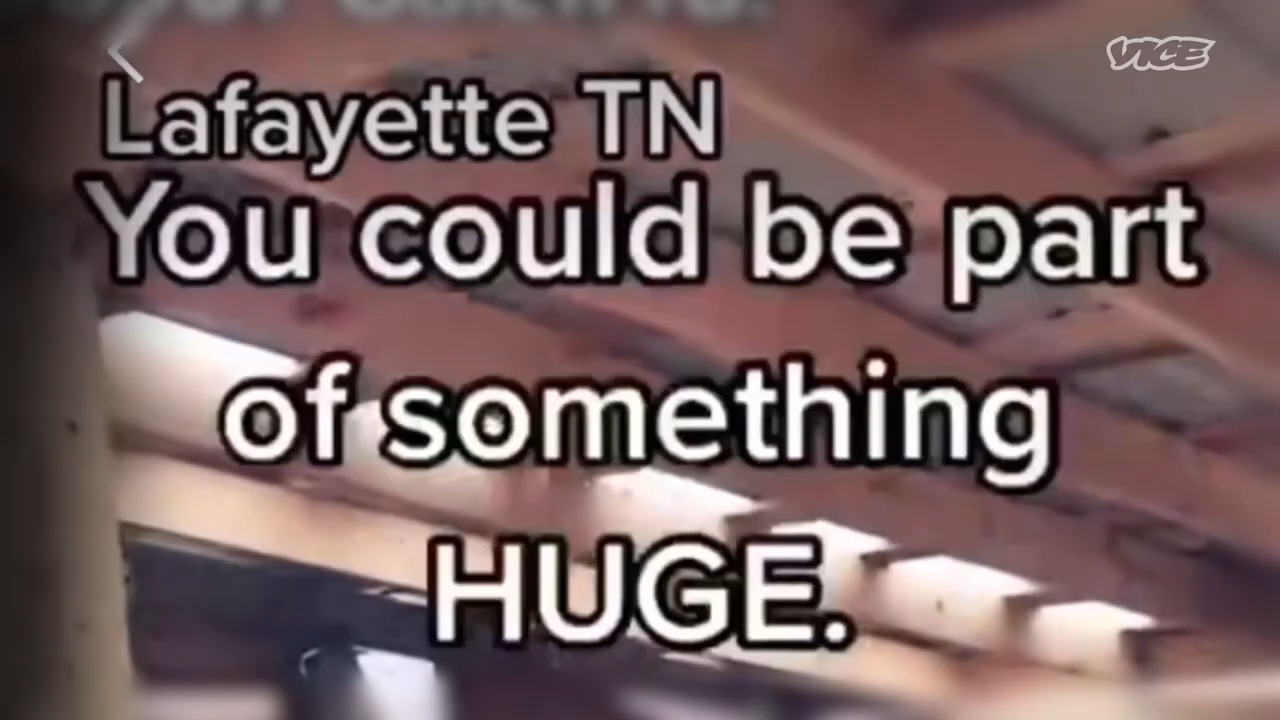 VICE
Lafayette TN
You could be part
of something
HUGE.